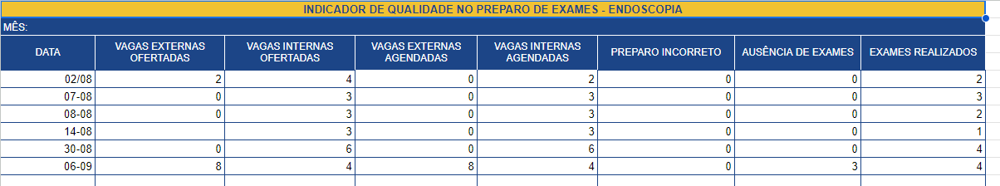 INDICADOR DE QUALIDADE NO PREPARO DE EXAMES - ENDOSCOPIA
MÊS:
DATA VAGAS EXTERNAS OFERTADAS VAGAS INTERNAS OFERTADAS VAGAS EXTERNAS AGENDADAS VAGAS INTERNAS AGENDADAS PREPARO INCORRETO AUSÊNCIA DE EXAMES EXAMES REALIZADOS
02/08 2 4 0 2 0 0 2
07-08 0 3 0 3 0 0 3
08-08 0 3 0 3 0 0 2
14-08 3 0 3 0 0 1
30-08 0 6 0 6 0 0 4
06-09 8 4 8 4 0 3 4